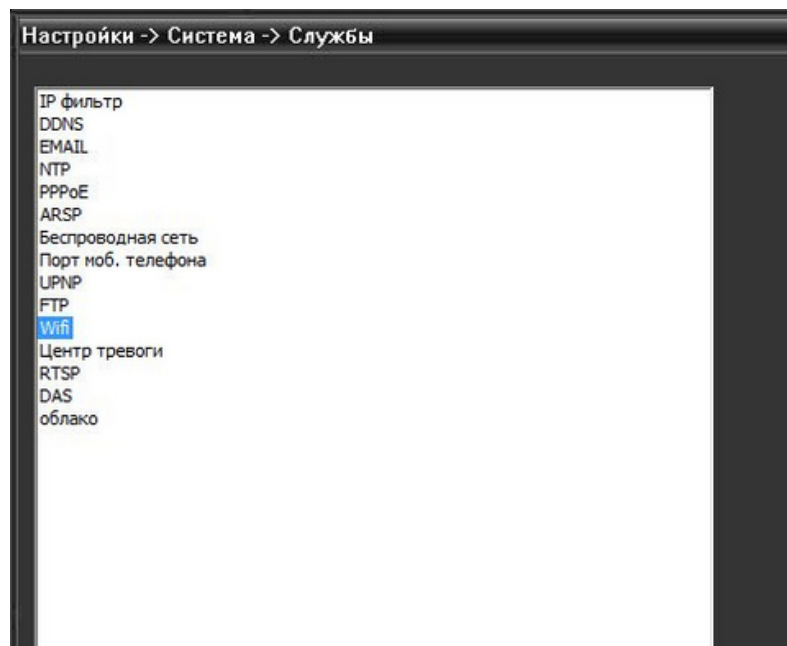 Настройки -> Система -> Службы
IP фильтр
DDNS
EMAIL
NTP
PPPoE
ARSP
Беспроводная сеть
Порт моб. телефона
UPNP
FTP
Wifi
Центр тревоги
RTSP
DAS
облако